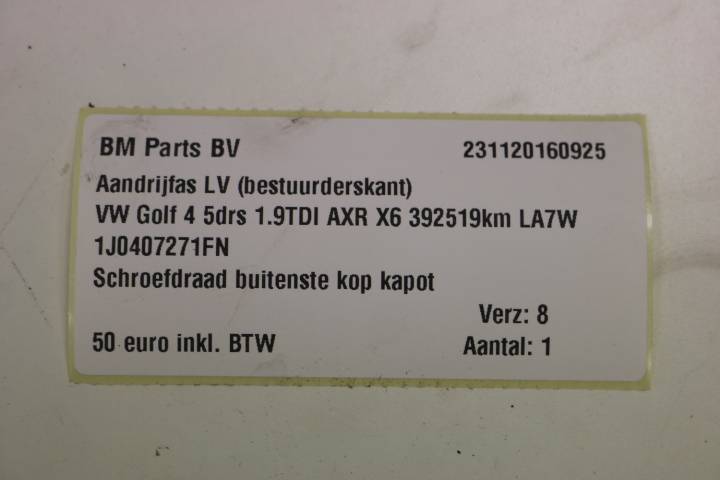 BM Parts BV 231120160925
Aandrijfas LV (bestuurderskant)
VW Golf 4 5drs 1.9TDI AXR X6 392519km LA7W
1J0407271FN
Schroefdraad buitenste kop kapot
Verz: 8
50 euro inkl. BTW Aantal: 1